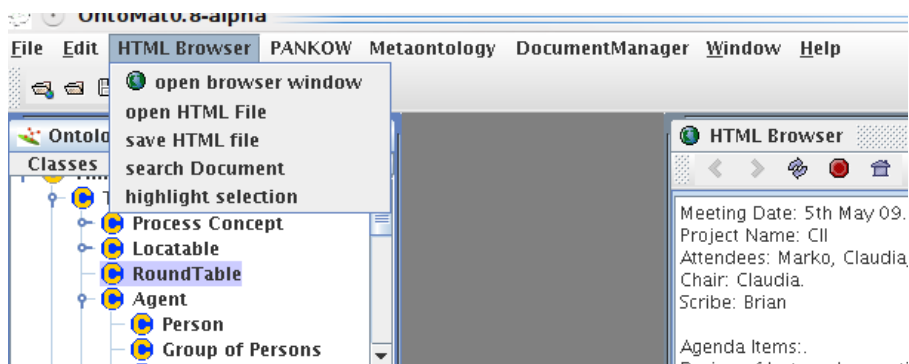 OntoMat0.8-alpha
File Edit HTML Browser PANKOW Metaontology DocumentManager Window Help
open browser window
open HTML File
save HTML file
search Document
highlight selection
Classes
Process Concept
Locatable
RoundTable
Agent
Person
Group of Persons
HTML Browser
Meeting Date: 5th May 09.
Project Name: CII
Attendees: Marko, Claudia,
Chair: Claudia.
Scribe: Brian
Agenda Items:.